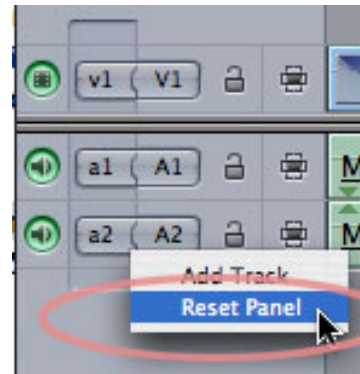 v1 V1
a1 A1 M
a2 A2 M
Add Track
Reset Panel